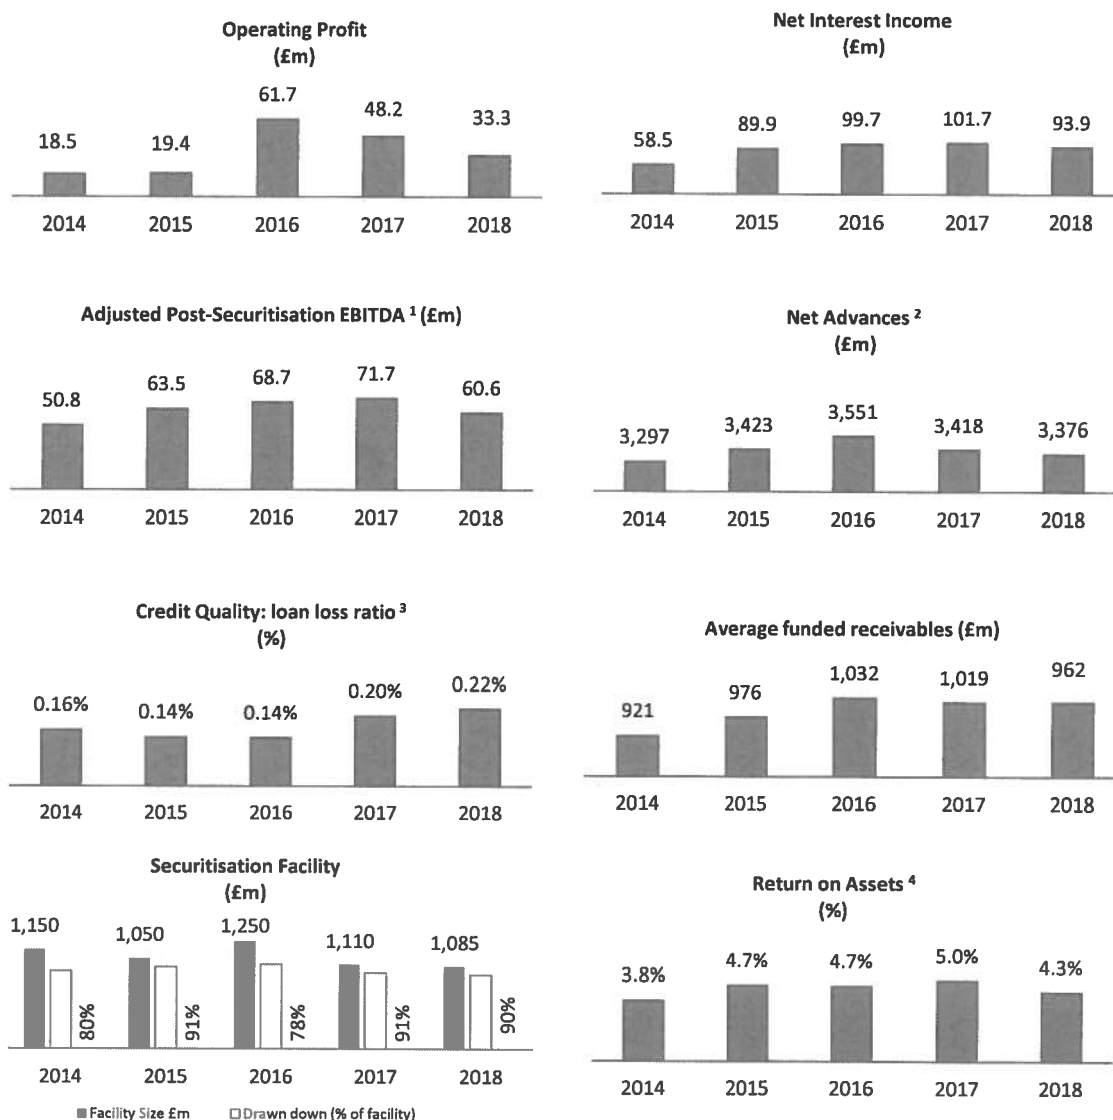 Operating Profit
(£m)
18.5 19.4 61.7 48.2 33.3
2014 2015 2016 2017 2018
Net Interest Income
(£m)
58.5 89.9 99.7 101.7 93.9
2014 2015 2016 2017 2018
Adjusted Post-Securitisation EBITDA ¹ (£m)
50.8 63.5 68.7 71.7 60.6
2014 2015 2016 2017 2018
Net Advances ²
(£m)
3,297 3,423 3,551 3,418 3,376
2014 2015 2016 2017 2018
Credit Quality: loan loss ratio ³
(%)
0.16% 0.14% 0.14% 0.20% 0.22%
2014 2015 2016 2017 2018
Average funded receivables (£m)
921 976 1,032 1,019 962
2014 2015 2016 2017 2018
Securitisation Facility
(£m)
1,150 1,050 1,250 1,110 1,085
80% 91% 78% 91% 90%
2014 2015 2016 2017 2018
Facility Size £m Drawn down (% of facility)
Return on Assets ⁴
(%)
3.8% 4.7% 4.7% 5.0% 4.3%
2014 2015 2016 2017 2018